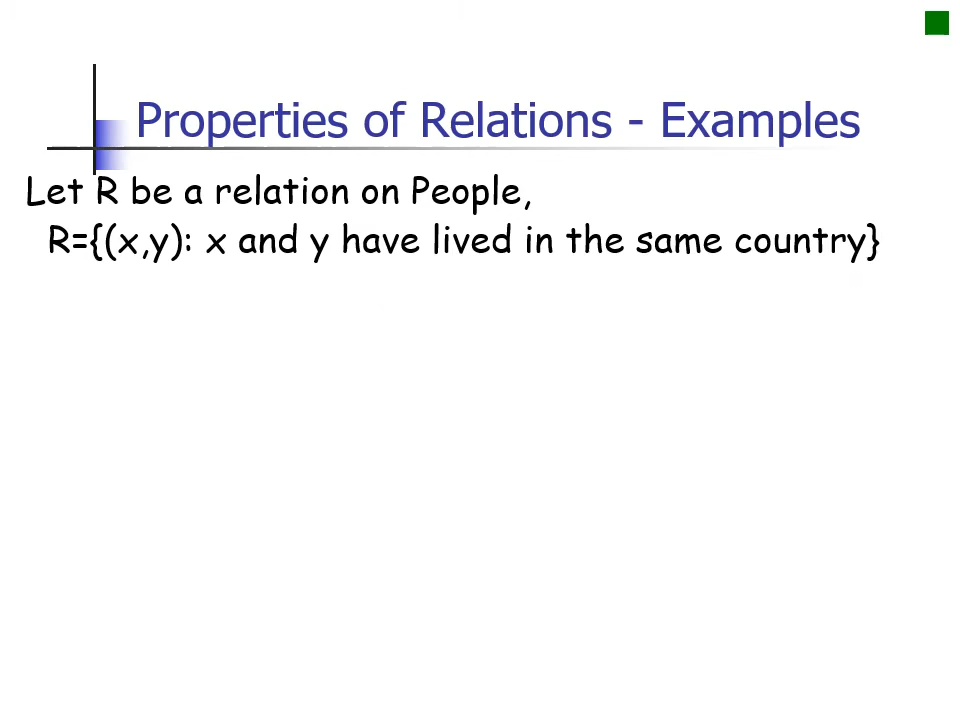 Properties of Relations - Examples
Let R be a relation on People,
R={(x,y): x and y have lived in the same country}